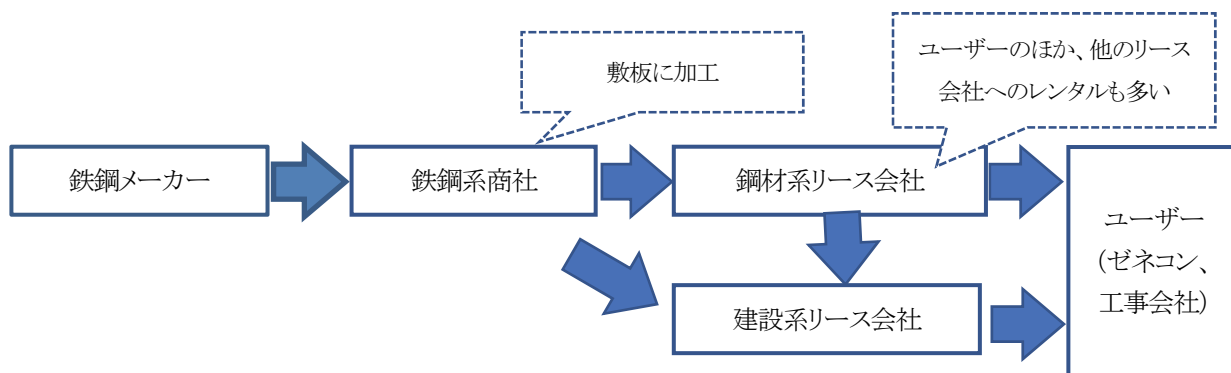 敷板に加工
ユーザーのほか、他のリース
会社へのレンタルも多い
鉄鋼メーカー
鉄鋼系商社
鋼材系リース会社
ユーザー
(ゼネコン、
工事会社)
建設系リース会社